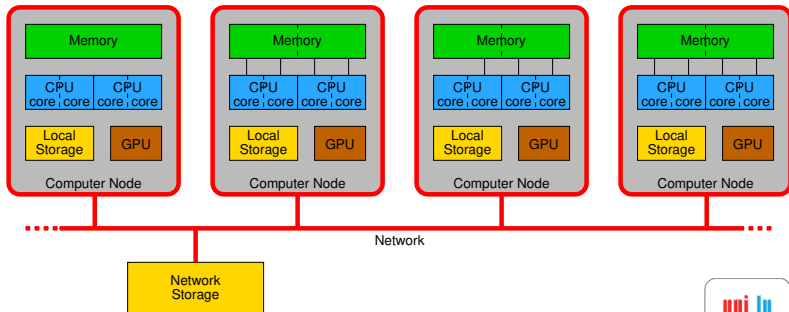 Memory Memory Memory Memory
CPU CPU CPU CPU CPU CPU CPU CPU
core core core core core core core core core core core core core core core core
Local Local Local Local
Storage GPU Storage GPU Storage GPU Storage GPU
Computer Node Computer Node Computer Node Computer Node
Network
Network
Storage